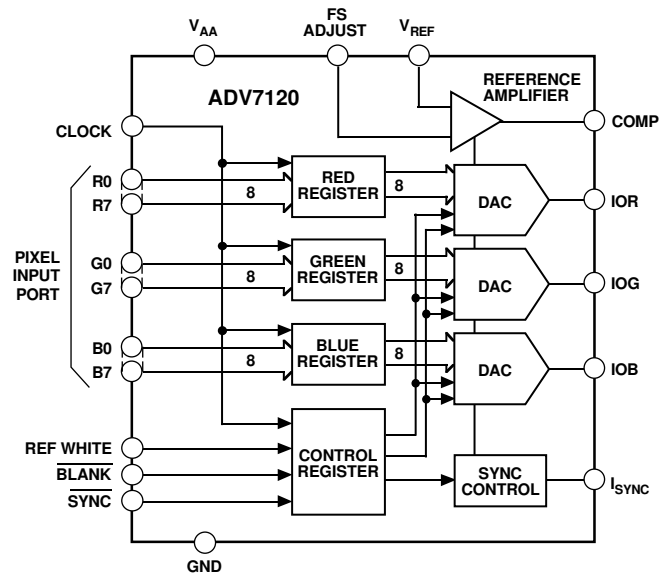 FS
ADJUST
VAA
VREF
ADV7120
REFERENCE
AMPLIFIER
CLOCK
COMP
R0
R7
8
RED
REGISTER
8
DAC
IOR
PIXEL
INPUT
PORT
G0
G7
8
GREEN
REGISTER
8
DAC
IOG
B0
B7
8
BLUE
REGISTER
8
DAC
IOB
REF WHITE
BLANK
SYNC
CONTROL
REGISTER
SYNC
CONTROL
ISYNC
GND